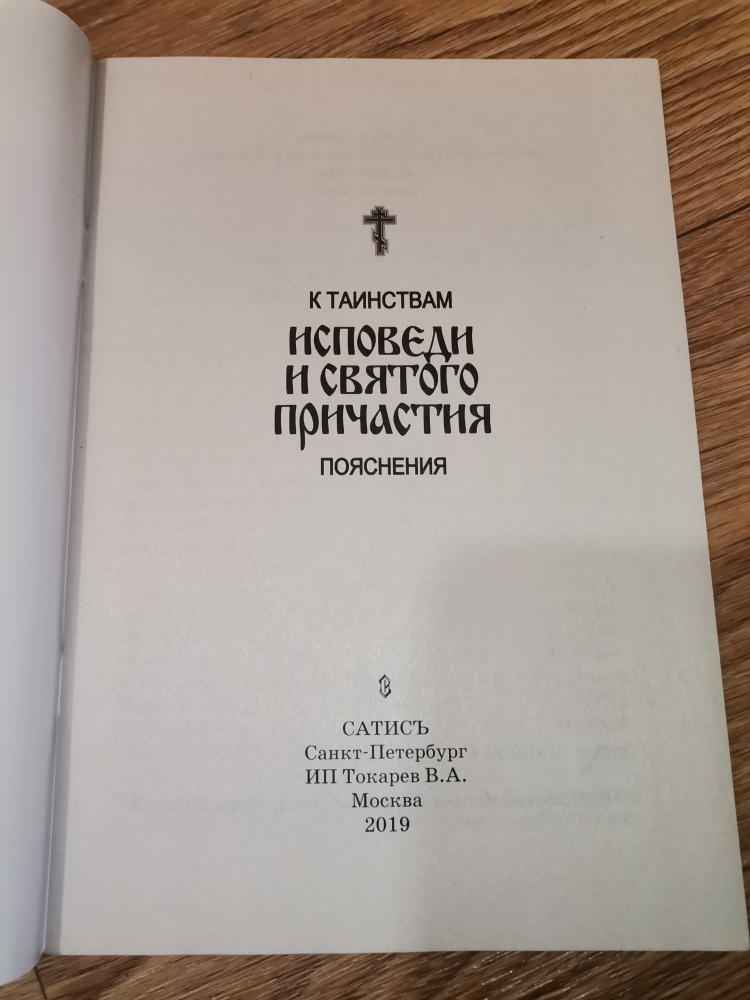 К ТАИНСТВАМ
ИСПОВЕДИ
И СВЯТОГО
ПРИЧАСТИЯ
ПОЯСНЕНИЯ
САТИСЪ
Санкт-Петербург
ИП Токарев В.А.
Москва
2019